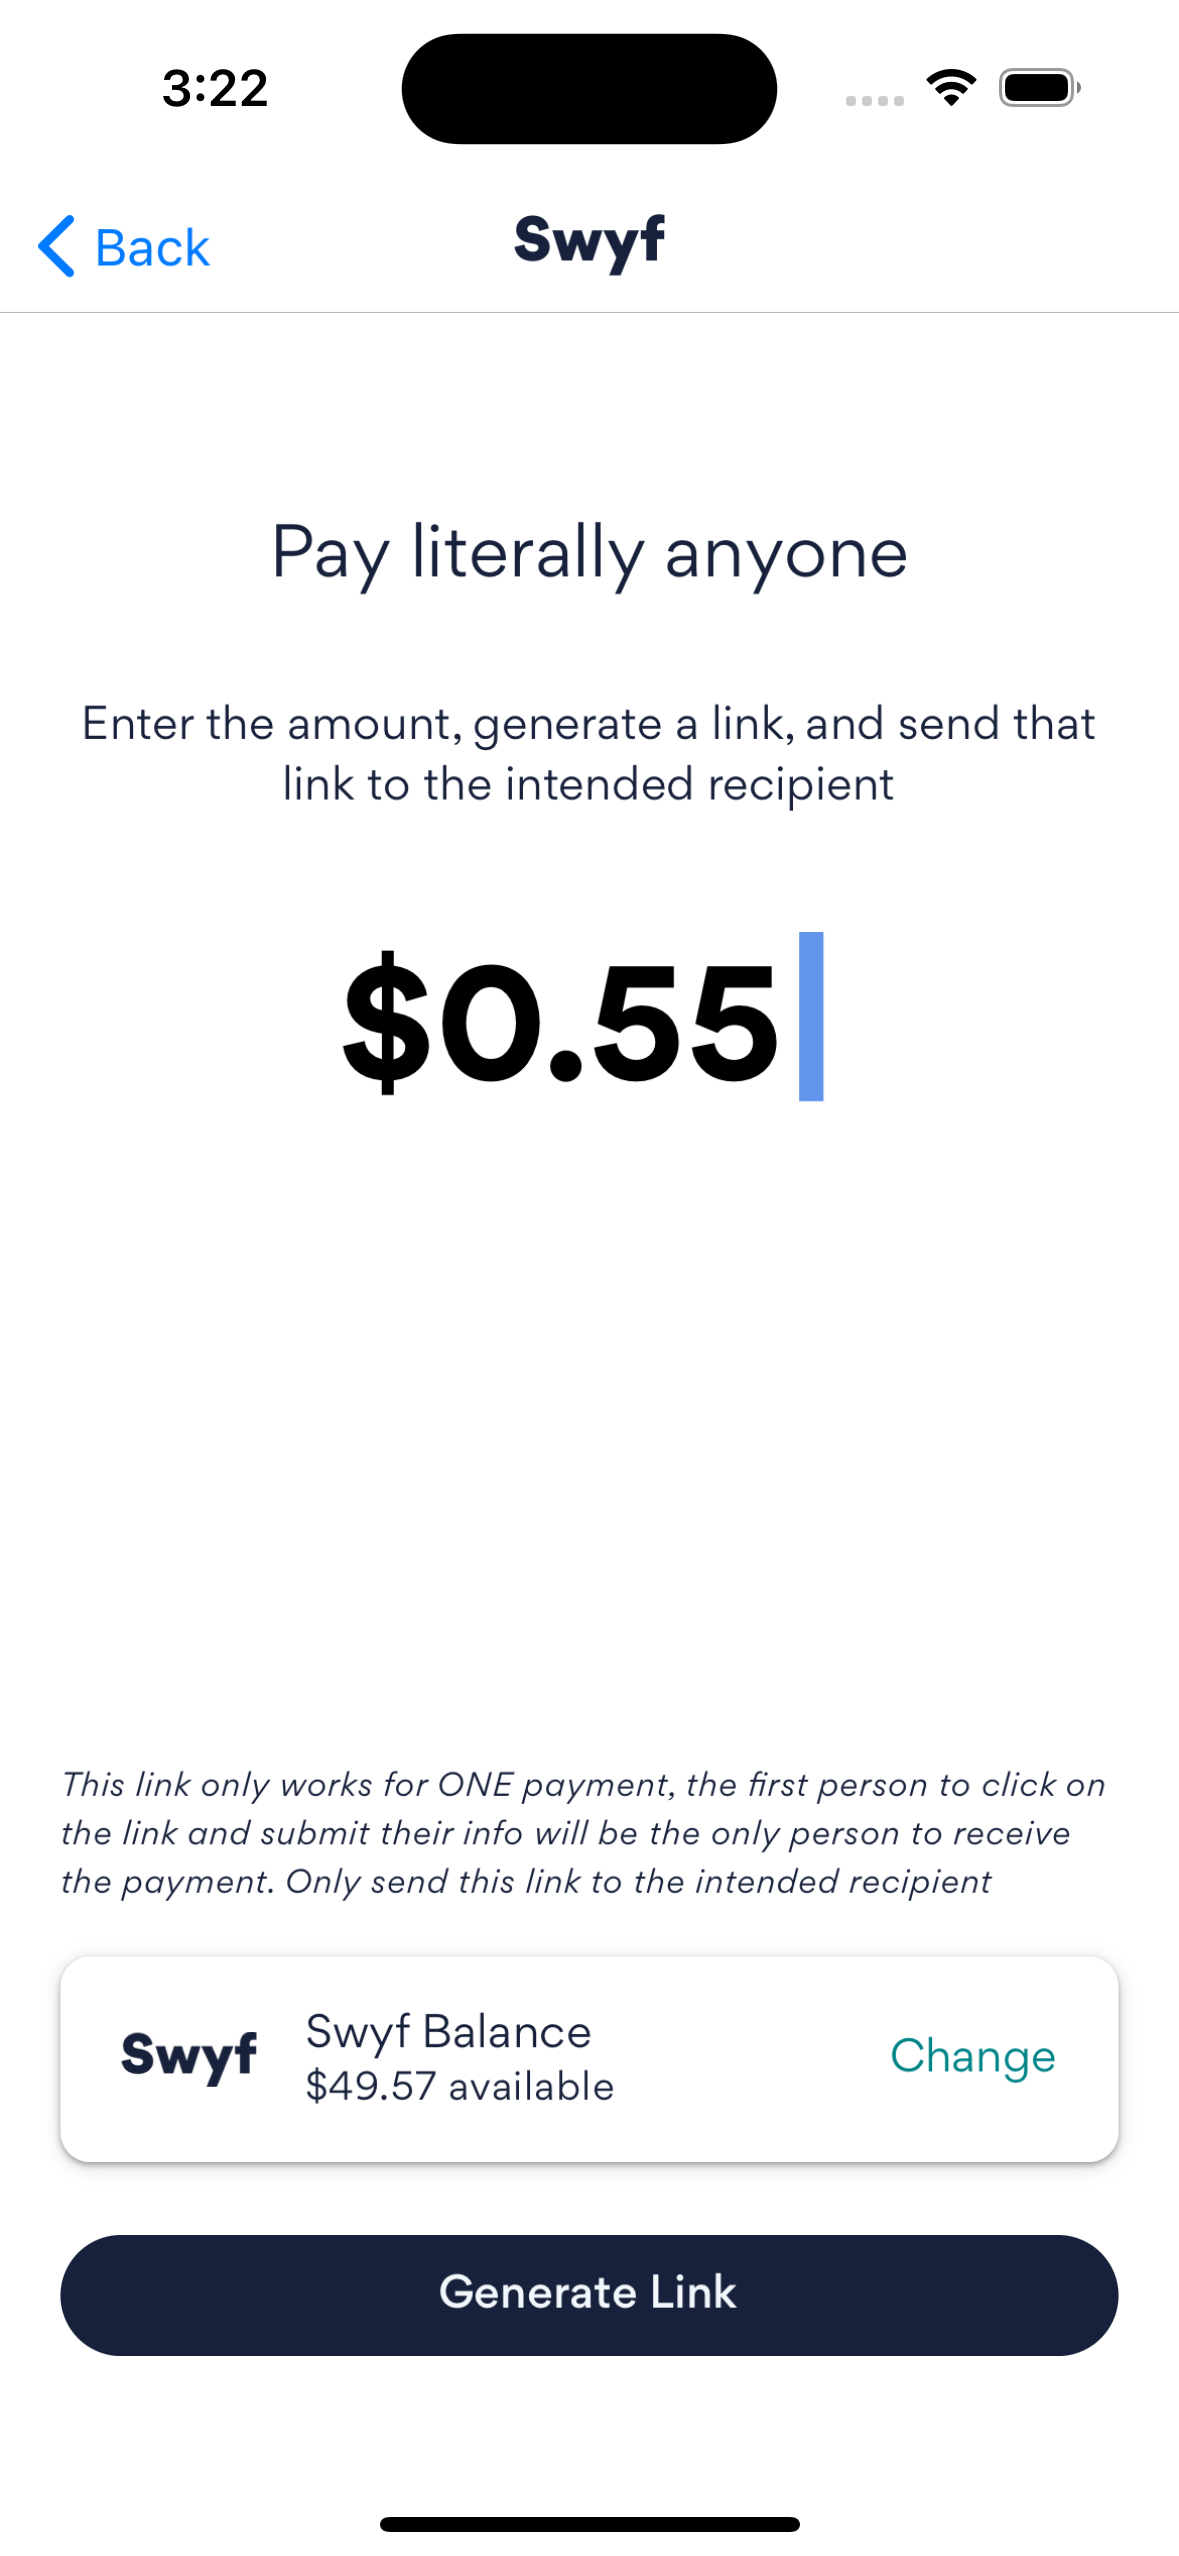 3:22
Back
Swyf
Pay literally anyone
Enter the amount, generate a link, and send that
link to the intended recipient
$0.55
This link only works for ONE payment, the first person to click on
the link and submit their info will be the only person to receive
the payment. Only send this link to the intended recipient
Swyf
Swyf Balance
$49.57 available
Change
Generate Link